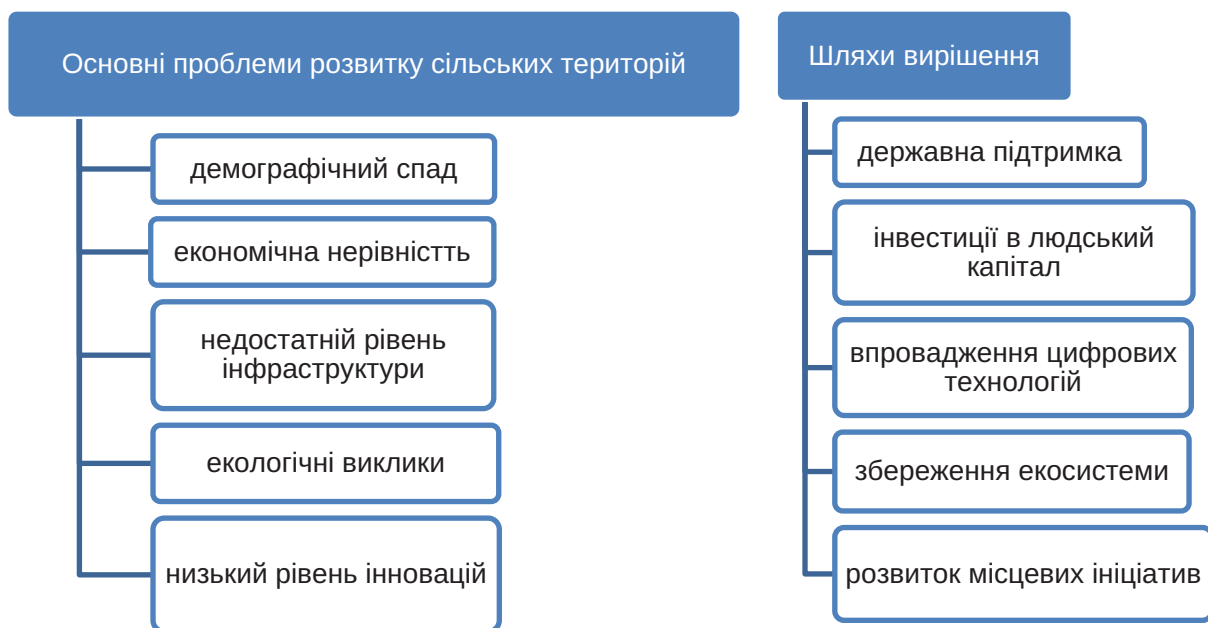 Основні проблеми розвитку сільських територій
демографічний спад
економічна нерівністть
недостатній рівень
інфраструктури
екологічні виклики
низький рівень інновацій
Шляхи вирішення
державна підтримка
інвестиції в людський
капітал
впровадження цифрових
технологій
збереження екосистеми
розвиток місцевих ініціатив